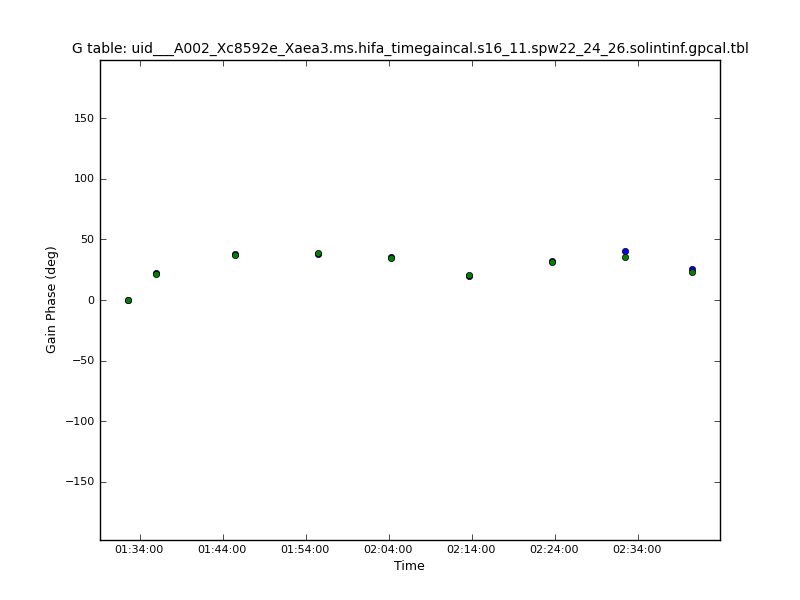 G table: uid___A002_Xc8592e_Xaea3.ms.hifa_timegaincal.s16_11.spw22_24_26.solintinf.gpcal.tbl
150
100
50
0
−50
−100
−150
Gain Phase (deg)
01:34:00 01:44:00 01:54:00 02:04:00 02:14:00 02:24:00 02:34:00
Time